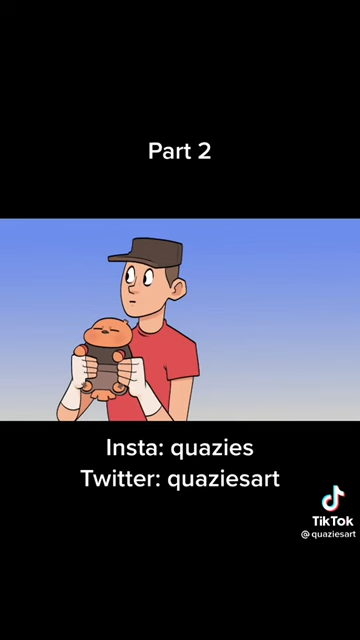 Part 2
Insta: quazies
Twitter: quaziesart
TikTok
@ quaziesart